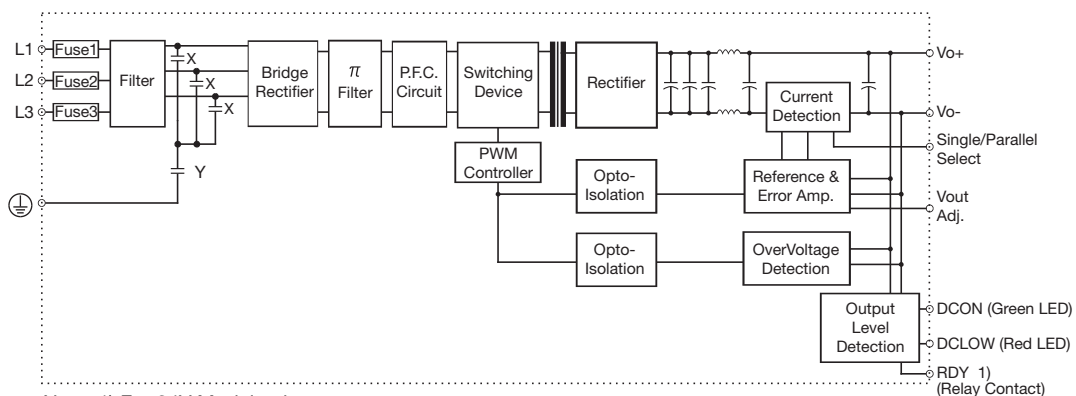 L1
Fuse1
L2
Fuse2
L3
Fuse3
Filter
X
X
X
Y
Bridge
Rectifier
π
Filter
P.F.C.
Circuit
Switching
Device
Rectifier
Current
Detection
Vo+
Vo-
Single/Parallel
Select
PWM
Controller
Opto-
Isolation
Reference &
Error Amp.
Vout
Adj.
Opto-
Isolation
OverVoltage
Detection
Output
Level
Detection
DCON (Green LED)
DCLOW (Red LED)
RDY 1)
(Relay Contact)